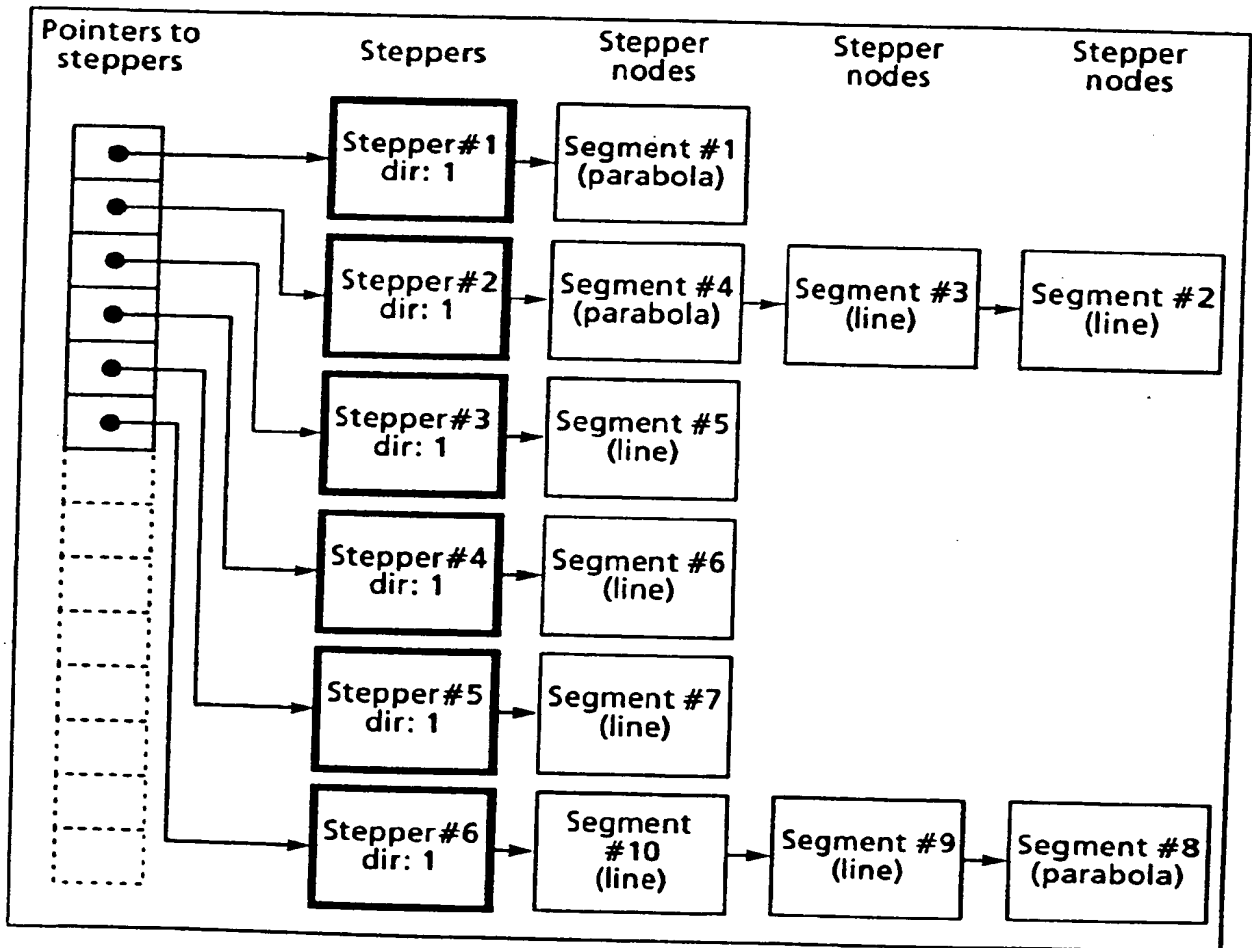 Pointers to
steppers
Steppers
Stepper
nodes
Stepper
nodes
Stepper
nodes
Stepper#1
dir: 1
Segment #1
(parabola)
Stepper#2
dir: 1
Segment #4
(parabola)
Segment #3
(line)
Segment #2
(line)
Stepper#3
dir: 1
Segment #5
(line)
Stepper#4
dir: 1
Segment #6
(line)
Stepper#5
dir: 1
Segment #7
(line)
Stepper#6
dir: 1
Segment
#10
(line)
Segment #9
(line)
Segment #8
(parabola)